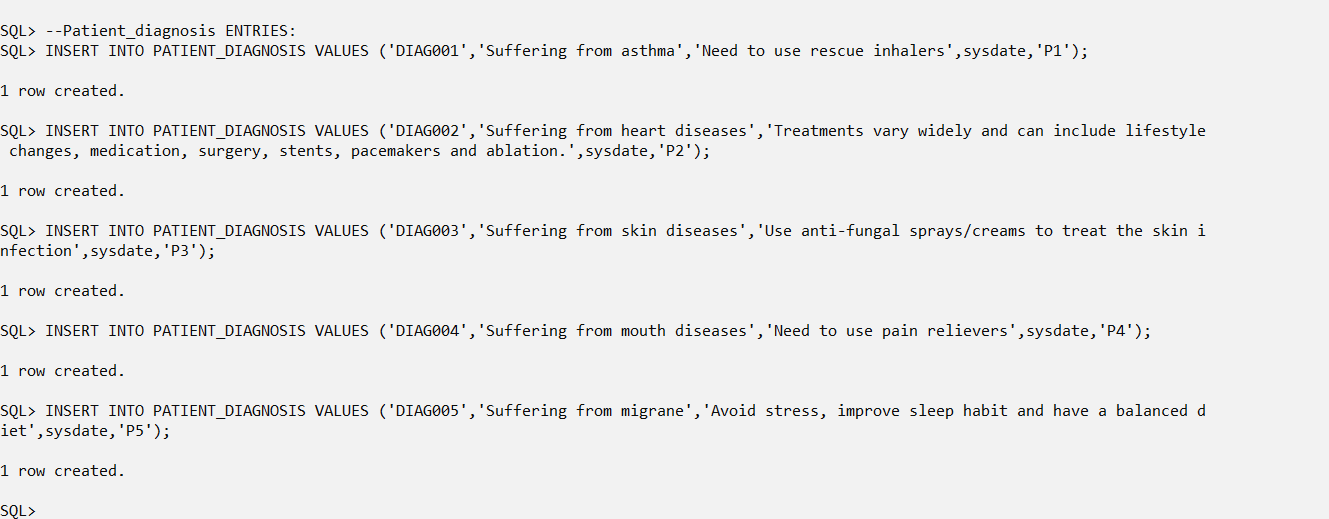 SQL> --Patient_diagnosis ENTRIES:
SQL> INSERT INTO PATIENT_DIAGNOSIS VALUES ('DIAG001','Suffering from asthma','Need to use rescue inhalers',sysdate,'P1');
1 row created.
SQL> INSERT INTO PATIENT_DIAGNOSIS VALUES ('DIAG002','Suffering from heart diseases','Treatments vary widely and can include lifestyle
 changes, medication, surgery, stents, pacemakers and ablation.',sysdate,'P2');
1 row created.
SQL> INSERT INTO PATIENT_DIAGNOSIS VALUES ('DIAG003','Suffering from skin diseases','Use anti-fungal sprays/creams to treat the skin i
nfection',sysdate,'P3');
1 row created.
SQL> INSERT INTO PATIENT_DIAGNOSIS VALUES ('DIAG004','Suffering from mouth diseases','Need to use pain relievers',sysdate,'P4');
1 row created.
SQL> INSERT INTO PATIENT_DIAGNOSIS VALUES ('DIAG005','Suffering from migrane','Avoid stress, improve sleep habit and have a balanced d
iet',sysdate,'P5');
1 row created.
SQL>